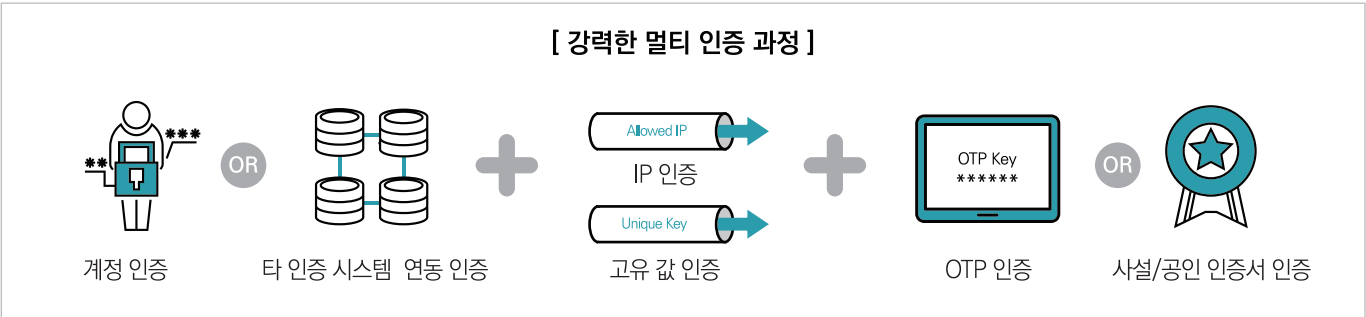 [ 강력한 멀티 인증 과정 ]
** ***
OR
Allowed IP
IP 인증
Unique Key
OTP Key
******
OR
계정 인증
타 인증 시스템 연동 인증
고유 값 인증
OTP 인증
사설/공인 인증서 인증